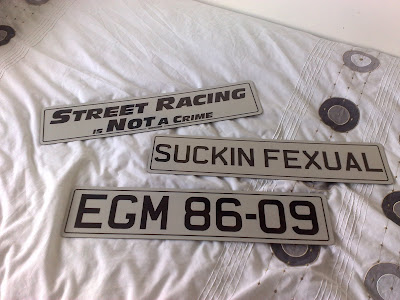 STREET RACING
IS NOT A CRIME
SUCKIN FEXUAL
EGM 86-09